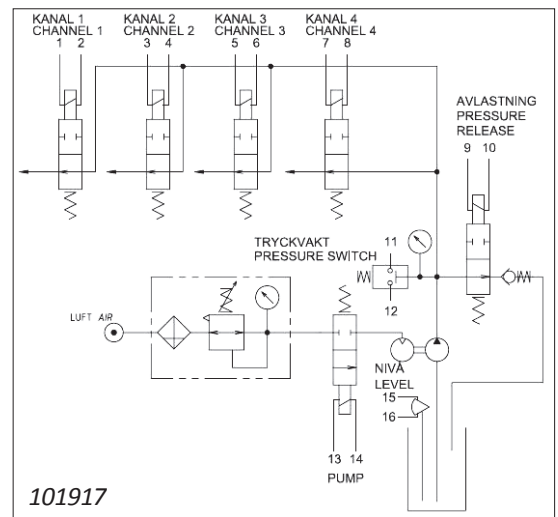 KANAL 1
CHANNEL 1
1 2
KANAL 2
CHANNEL 2
3 4
KANAL 3
CHANNEL 3
5 6
KANAL 4
CHANNEL 4
7 8
AVLASTNING
PRESSURE
RELEASE
9 10
TRYCKVAKT
PRESSURE SWITCH
11
12
LUFT AIR
NIVA
LEVEL
15
16
13 14
PUMP
101917